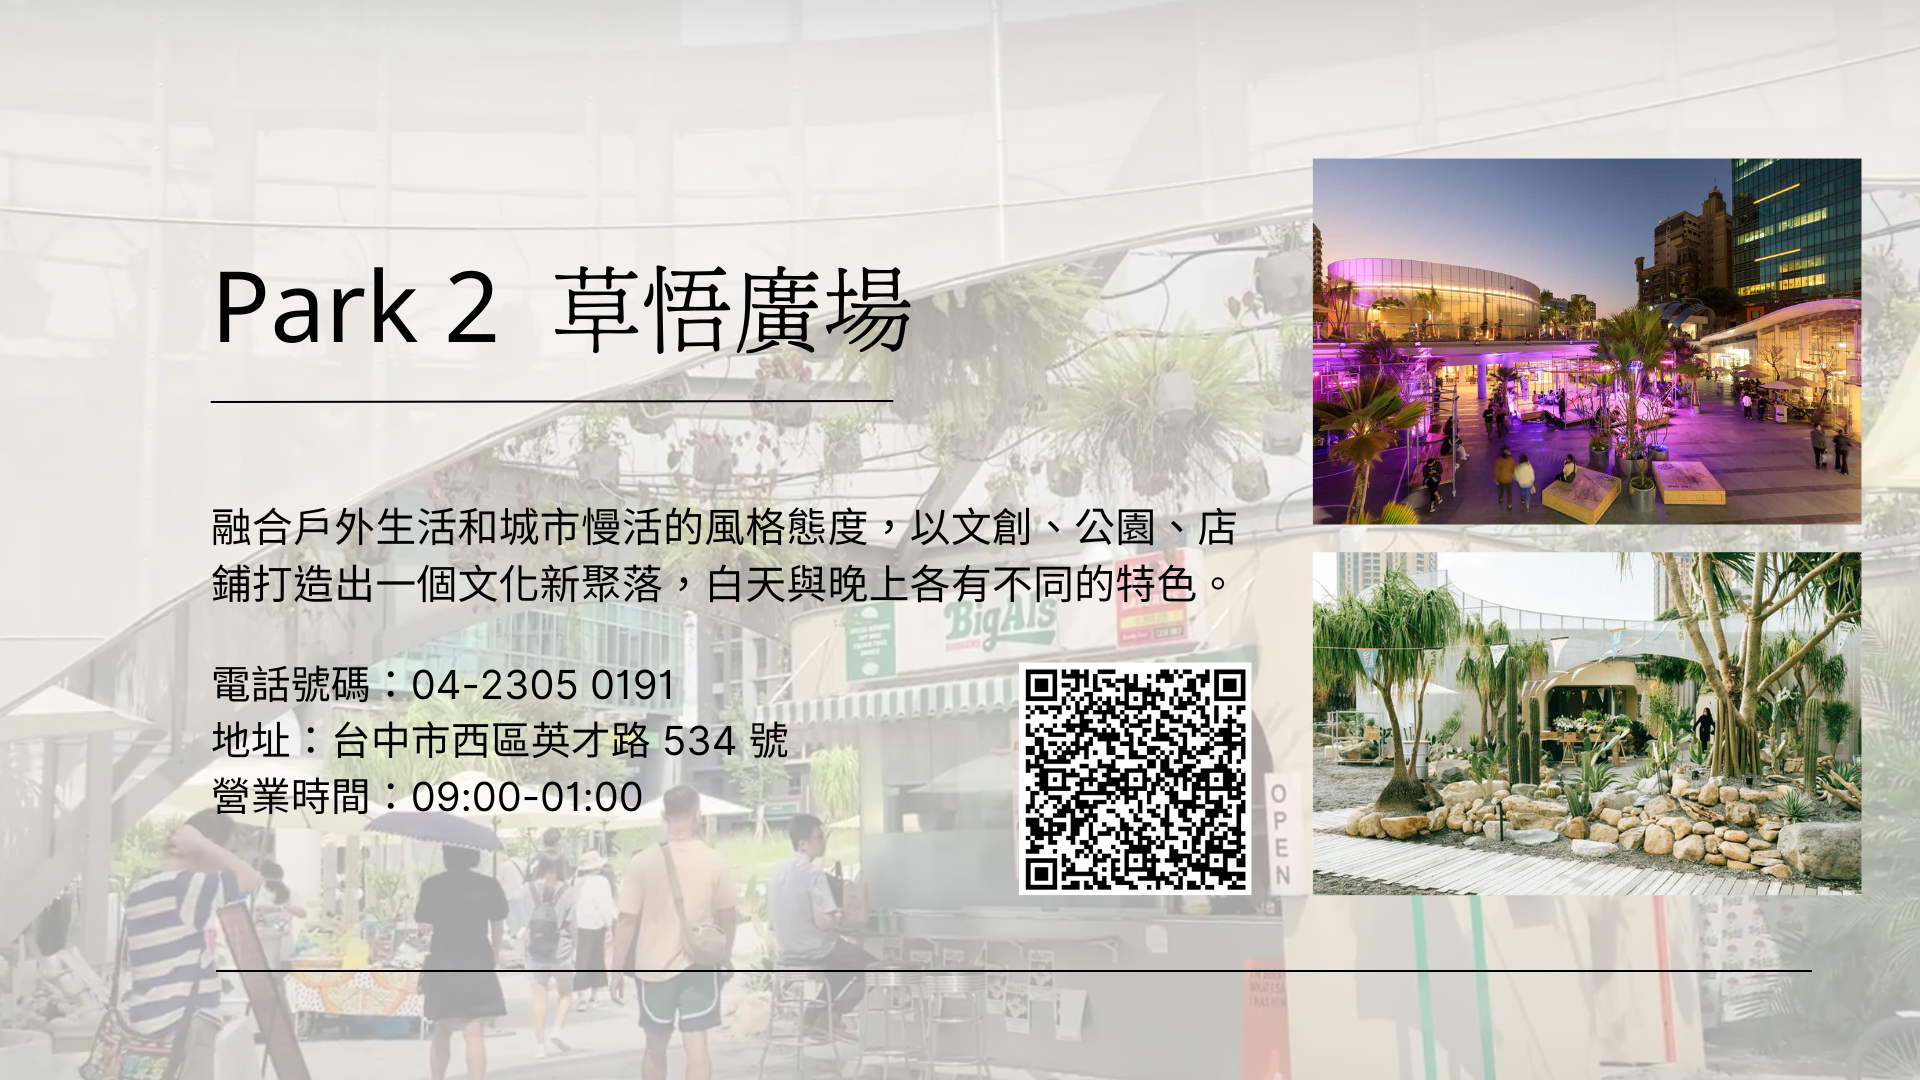 Park 2 草悟廣場
融合戶外生活和城市慢活的風格態度，以文創、公園、店
鋪打造出一個文化新聚落，白天與晚上各有不同的特色。
BigAl's
BURGERS
電話號碼：04-2305 0191
地址：台中市西區英才路 534 號
營業時間：09:00-01:00
OPEN